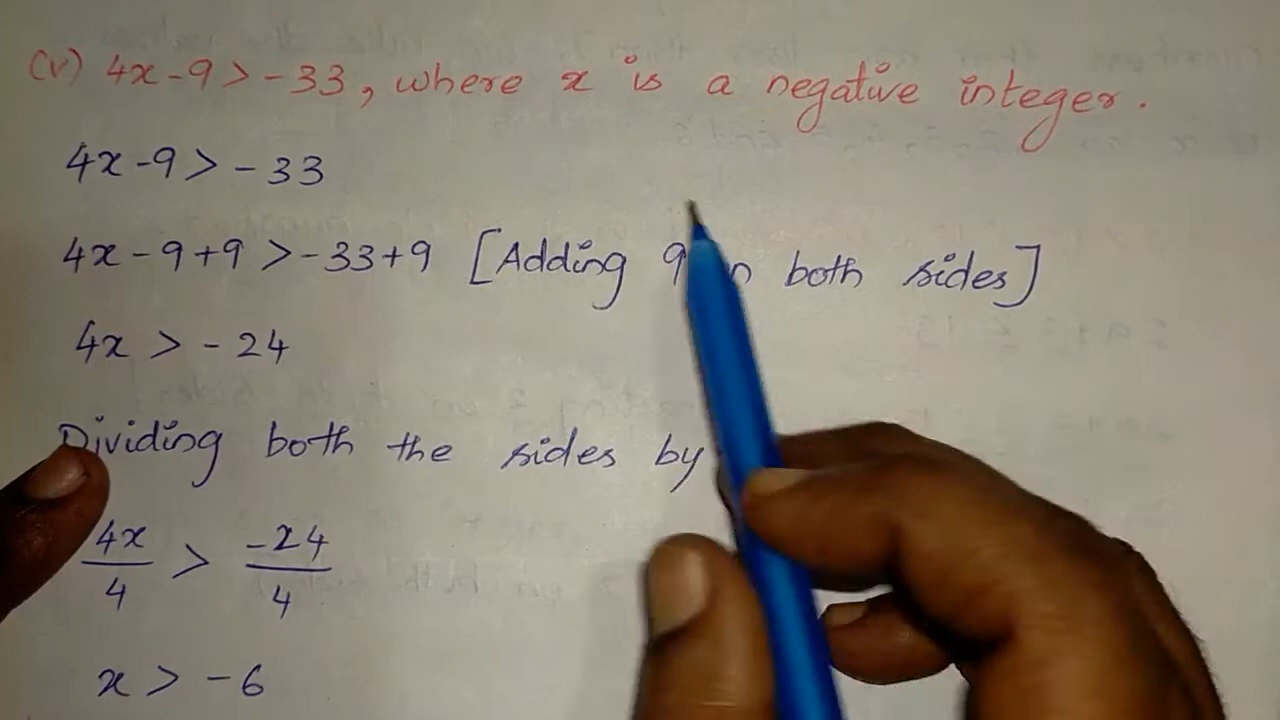 (v) 4x - 9 > - 33, where x is a negative integer.
4x - 9 > - 33
4x - 9 + 9 > - 33 + 9 [Adding 9 both sides]
4x > - 24
Dividing both the sides by
4x/4 > -24/4
x > - 6